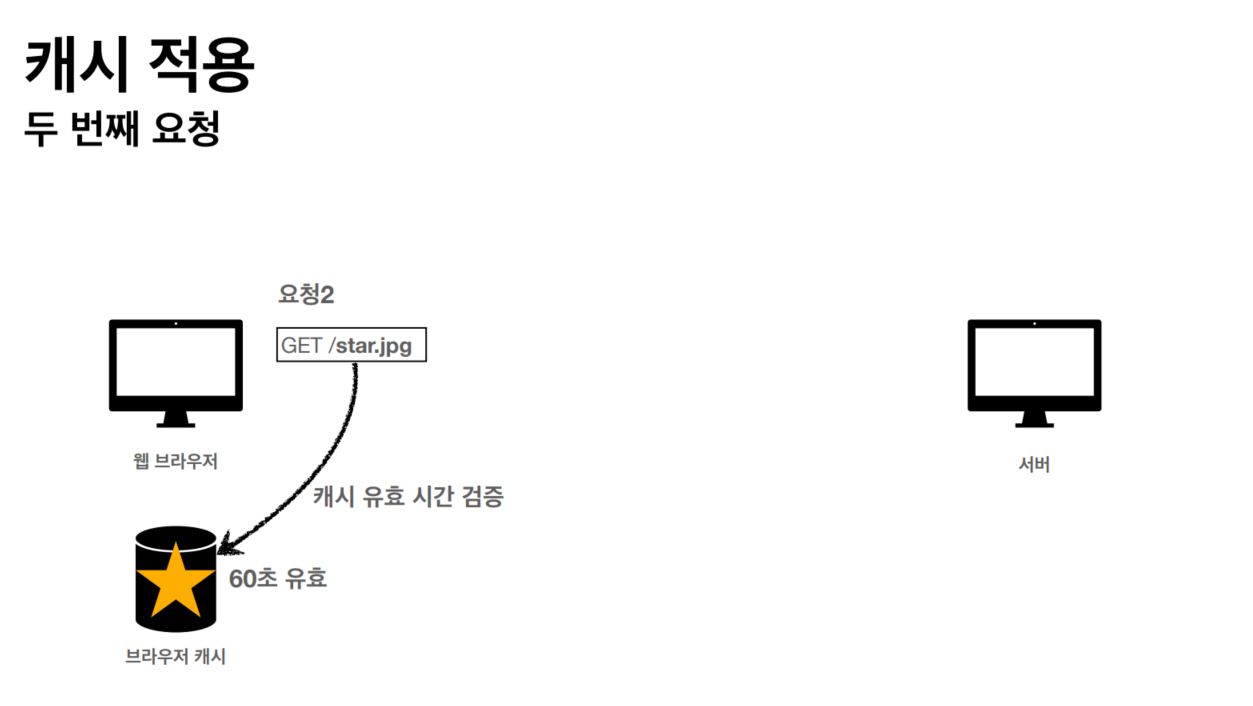 캐시 적용
두 번째 요청
요청2
GET /star.jpg
웹 브라우저
서버
캐시 유효 시간 검증
60초 유효
브라우저 캐시